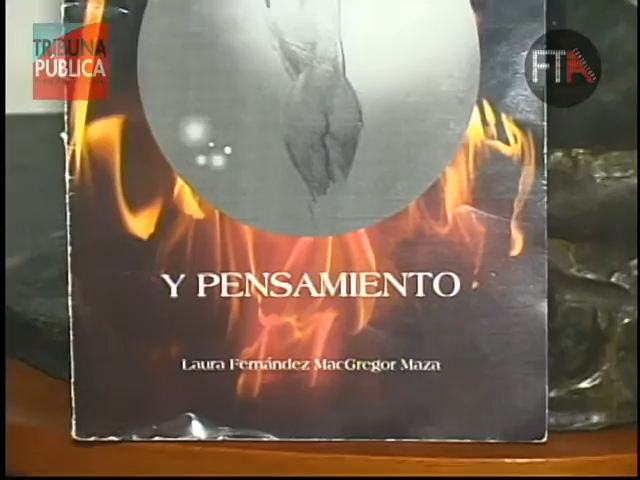 TRIBUNA
PÚBLICA
FTA
Y PENSAMIENTO
Laura Fernández MacGregor Maza